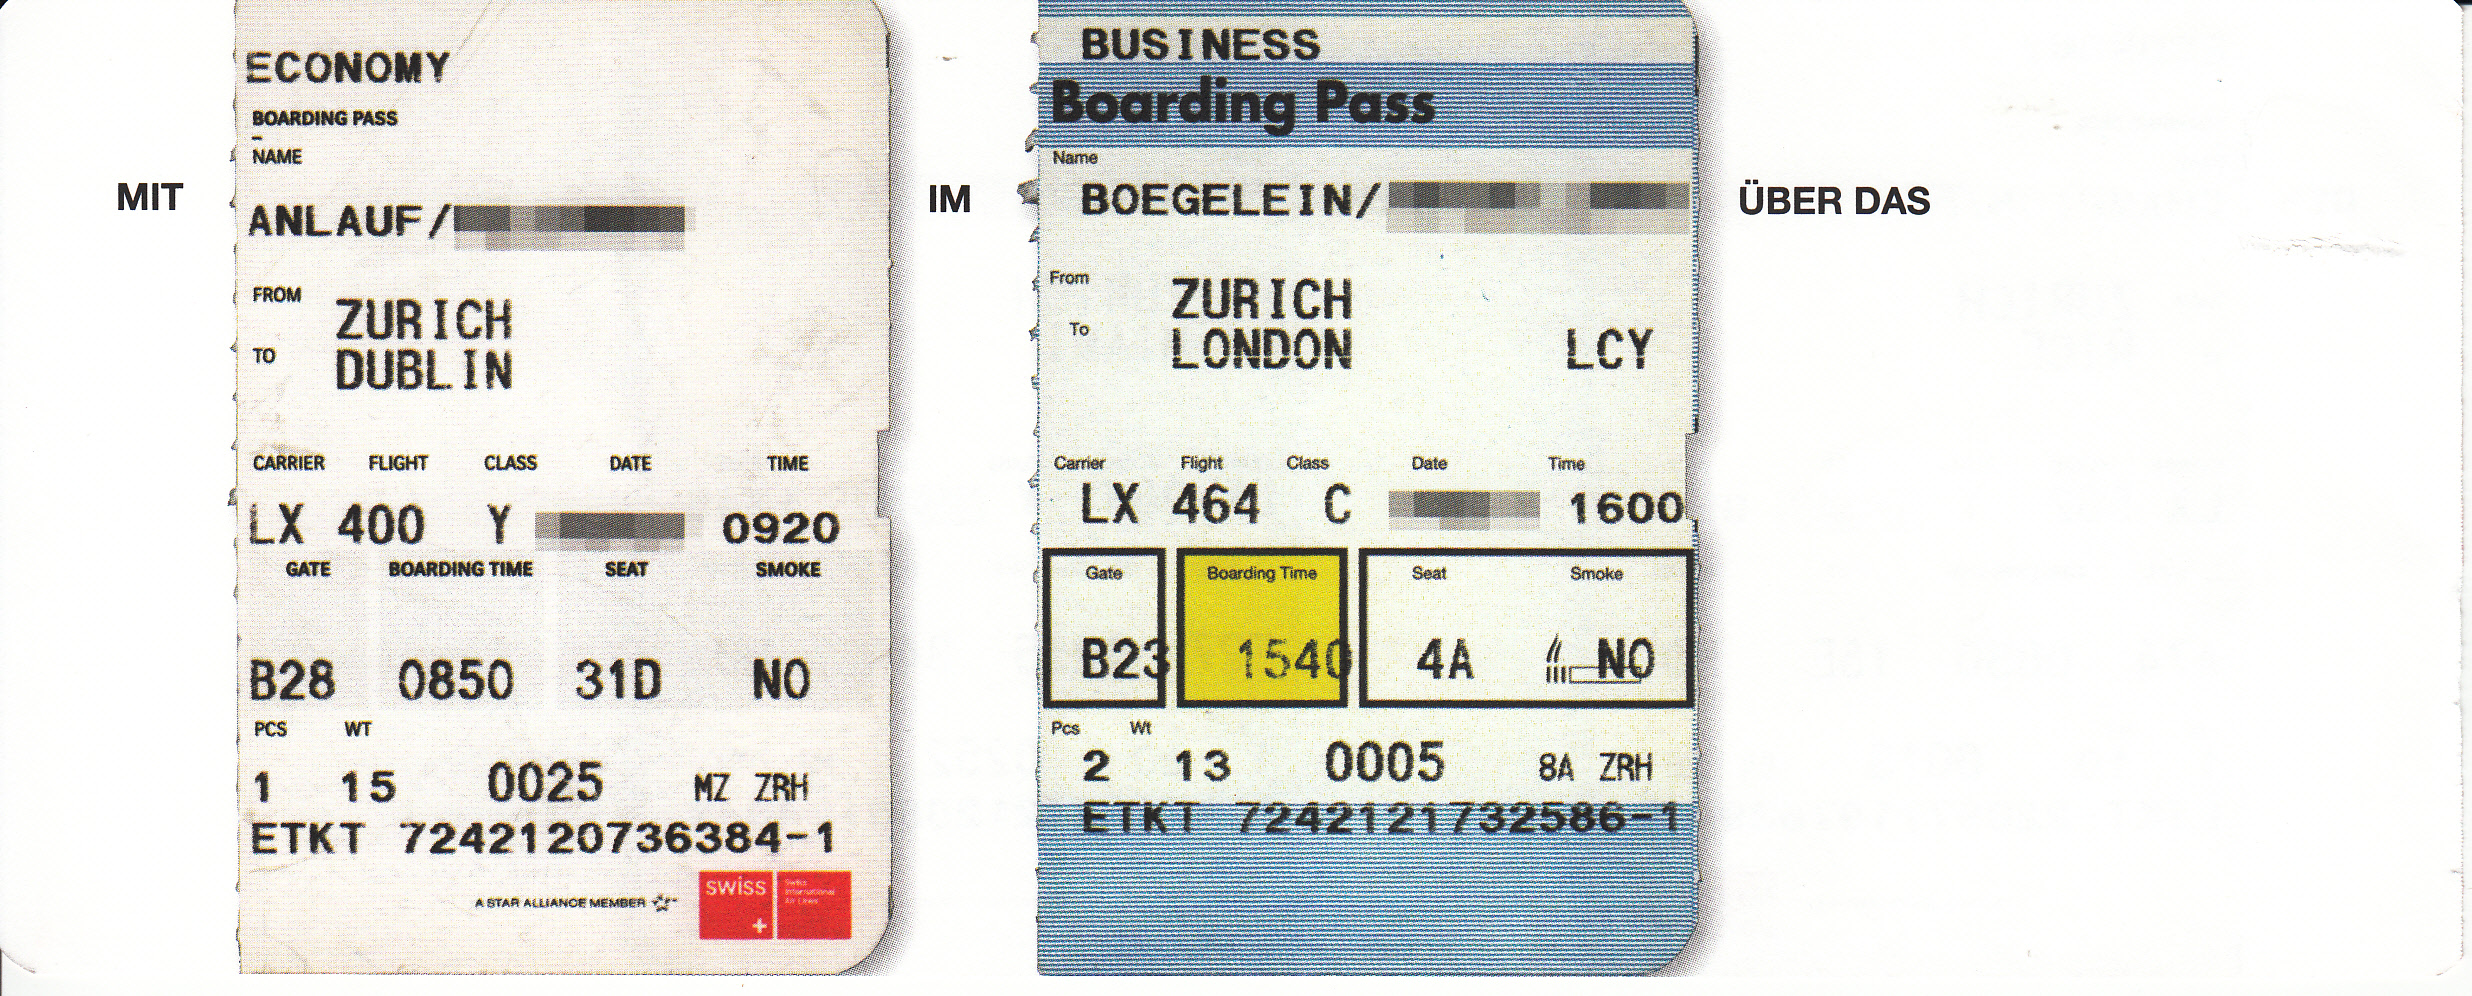 MIT
ECONOMY
BOARDING PASS
NAME
ANLAUF/
FROM ZURICH
TO DUBLIN
CARRIER FLIGHT CLASS DATE TIME
LX 400 Y 0920
GATE BOARDING TIME SEAT SMOKE
B28 0850 31D NO
PCS WT
1 15 0025 MZ ZRH
ETKT 7242120736384-1
A STAR ALLIANCE MEMBER
swiss
Swiss
International
Air Lines
IM
BUSINESS
Boarding Pass
Name
BOEGELEIN/
From ZURICH
To LONDON LCY
Carrier Flight Class Date Time
LX 464 C 1600
Gate Boarding Time Seat Smoke
B23 1540 4A NO
Pcs Wt
2 13 0005 8A ZRH
ETKT 7242121732586-1
ÜBER DAS